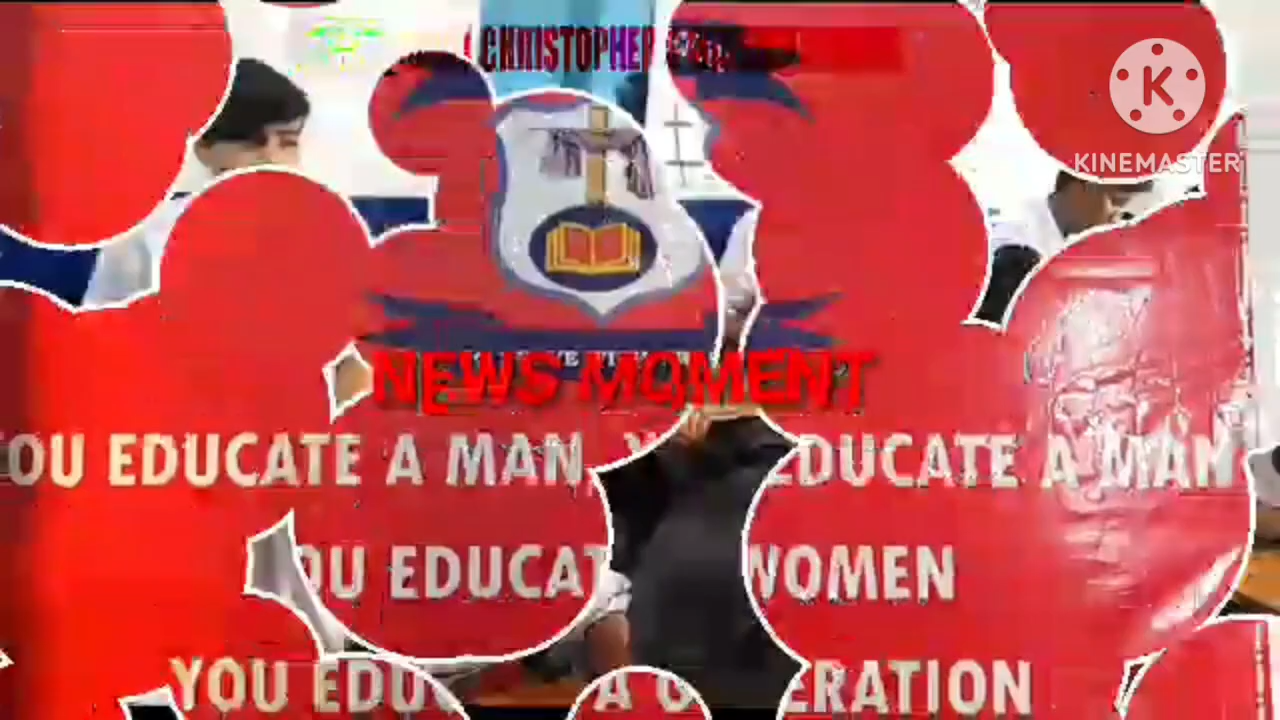 CHRISTOPHER
KINEMASTER
NEWS MOMENT
OU EDUCATE A MAN, EDUCATE A MAN
OU EDUCAT WOMEN
YOU EDU A G ERATION